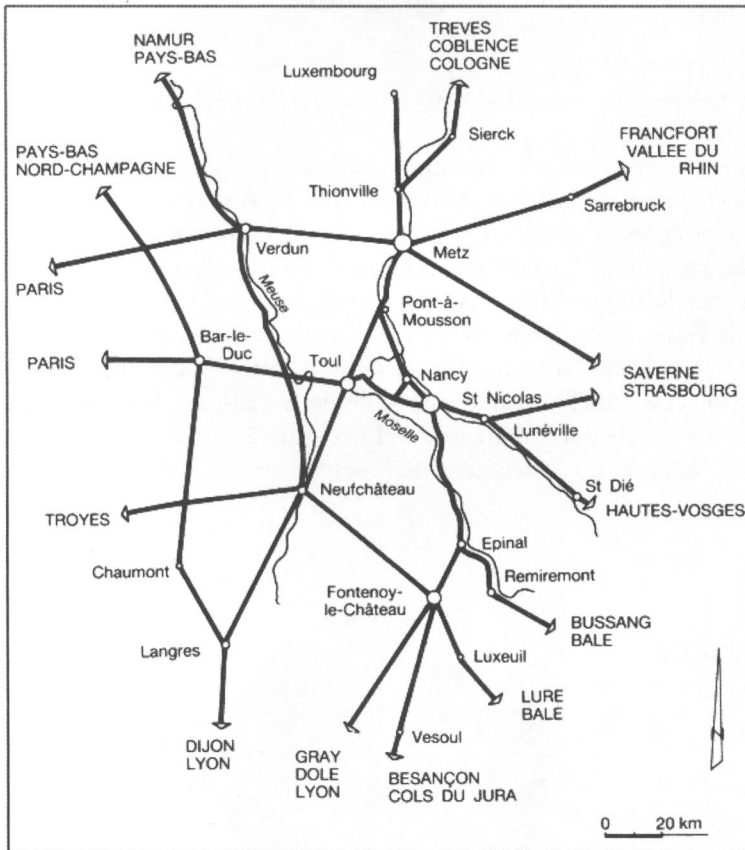 NAMUR
PAYS-BAS
TREVES
COBLENCE
COLOGNE
Luxembourg
Sierck
FRANCFORT
VALLEE DU
RHIN
PAYS-BAS
NORD-CHAMPAGNE
Thionville
Sarrebruck
Verdun
Metz
PARIS
Meuse
Pont-à-
Mousson
Bar-le-
Duc
PARIS
Toul
Nancy
SAVERNE
STRASBOURG
St Nicolas
Moselle
Lunéville
St Dié
HAUTES-VOSGES
Neufchâteau
TROYES
Epinal
Chaumont
Remiremont
Fontenoy-
le-Château
BUSSANG
BALE
Langres
Luxeuil
LURE
BALE
Vesoul
DIJON
LYON
GRAY
DOLE
LYON
BESANÇON
COLS DU JURA
N
0 20 km